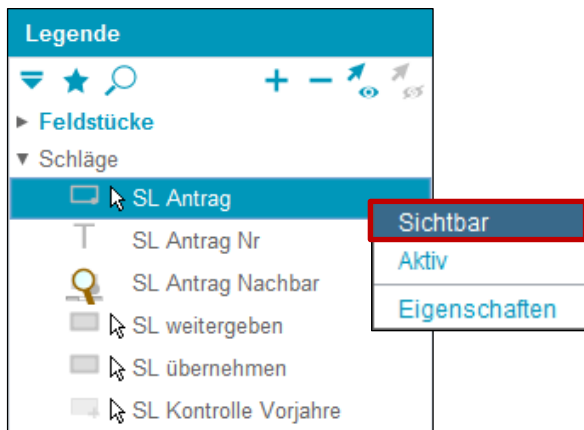 Legende
Feldstücke
Schläge
SL Antrag
Sichtbar
SL Antrag Nr
Aktiv
SL Antrag Nachbar
Eigenschaften
SL weitergeben
SL übernehmen
SL Kontrolle Vorjahre